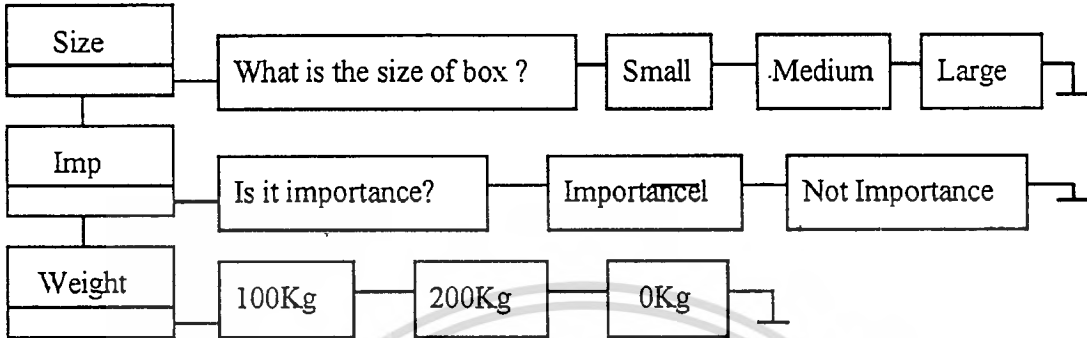 Size
What is the size of box ?
Small
Medium
Large
Imp
Is it importance?
Importancel
Not Importance
Weight
100Kg
200Kg
0Kg